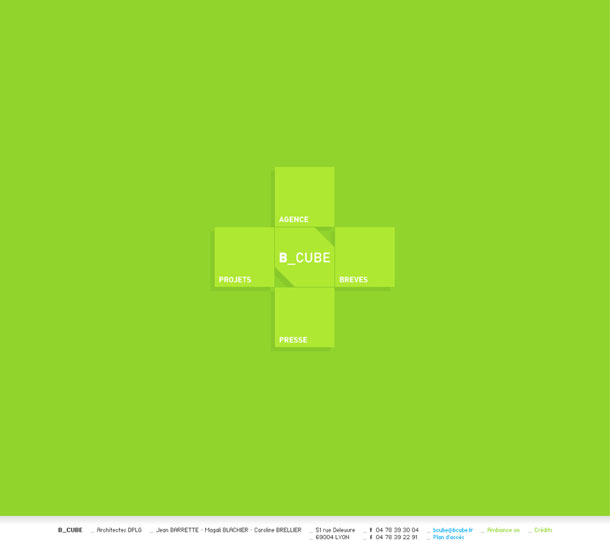 AGENCE
PROJETS
B_CUBE
BREVES
PRESSE
B_CUBE _ Architectes DPLG _ Jean BARRETTE - Magali BLACHIER - Caroline BRELLIER _ 51 rue Deleuvre _ t 04 78 39 30 04 _ bcube@bcube.fr _ Ambiance on _ Crédits
_ 69004 LYON _ f 04 78 39 22 91 _ Plan d'accès